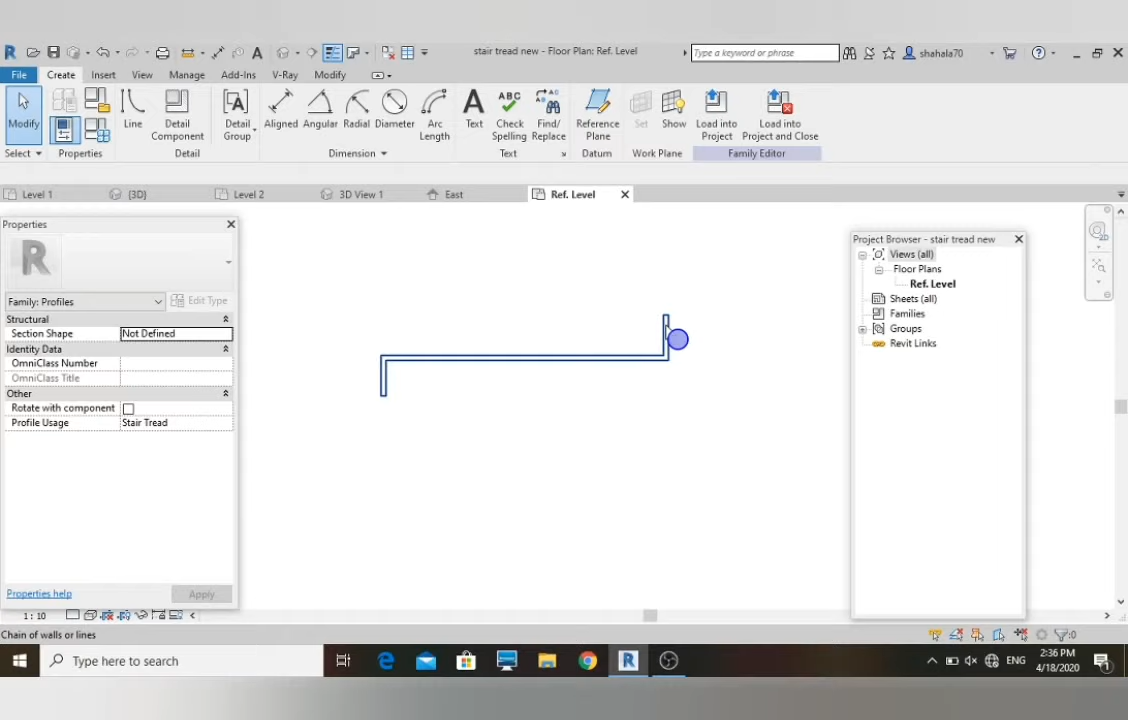 stair tread new - Floor Plan: Ref. Level
Type a keyword or phrase
shahala70
File Create Insert View Manage Add-Ins V-Ray Modify
Modify
Line
Detail Component
Detail Group
Aligned Angular Radial Diameter
Arc Length
Text
Check Spelling
Find/ Replace
Reference Plane
Set Show
Load into Project
Load into Project and Close
Select Properties Detail Dimension Text Datum Work Plane Family Editor
Level 1 {3D} Level 2 3D View 1 East Ref. Level
Properties
Family: Profiles Edit Type
Structural
Section Shape Not Defined
Identity Data
OmniClass Number
OmniClass Title
Other
Rotate with component
Profile Usage Stair Tread
Properties help Apply
Project Browser - stair tread new
Views (all)
Floor Plans
Ref. Level
Sheets (all)
Families
Groups
Revit Links
2D
1 : 10
Chain of walls or lines
:0
Type here to search
ENG
2:36 PM
4/18/2020